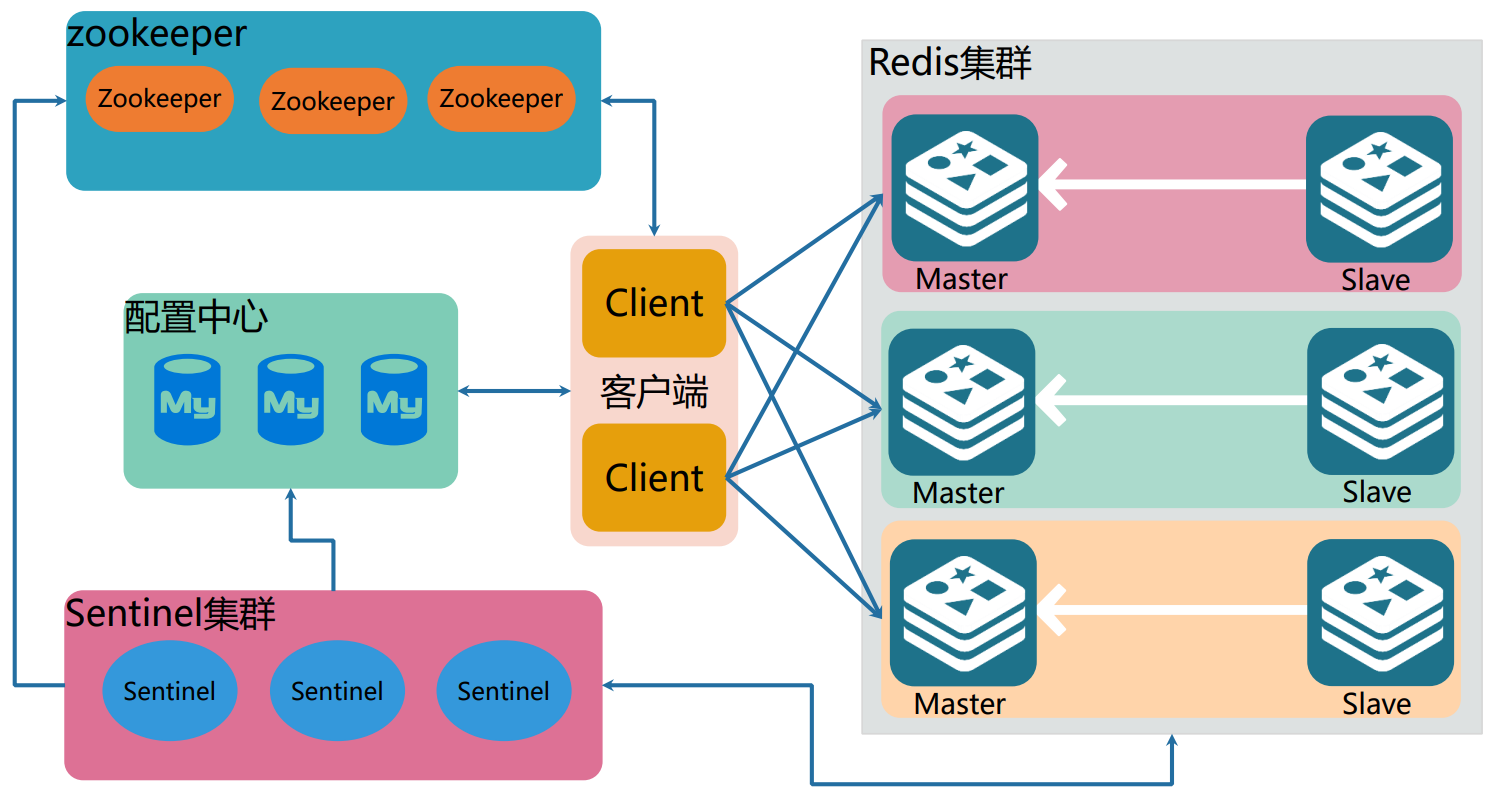 zookeeper
Zookeeper
Zookeeper
Zookeeper
配置中心
My
My
My
Client
客户端
Client
Sentinel集群
Sentinel
Sentinel
Sentinel
Redis集群
Master
Slave
Master
Slave
Master
Slave